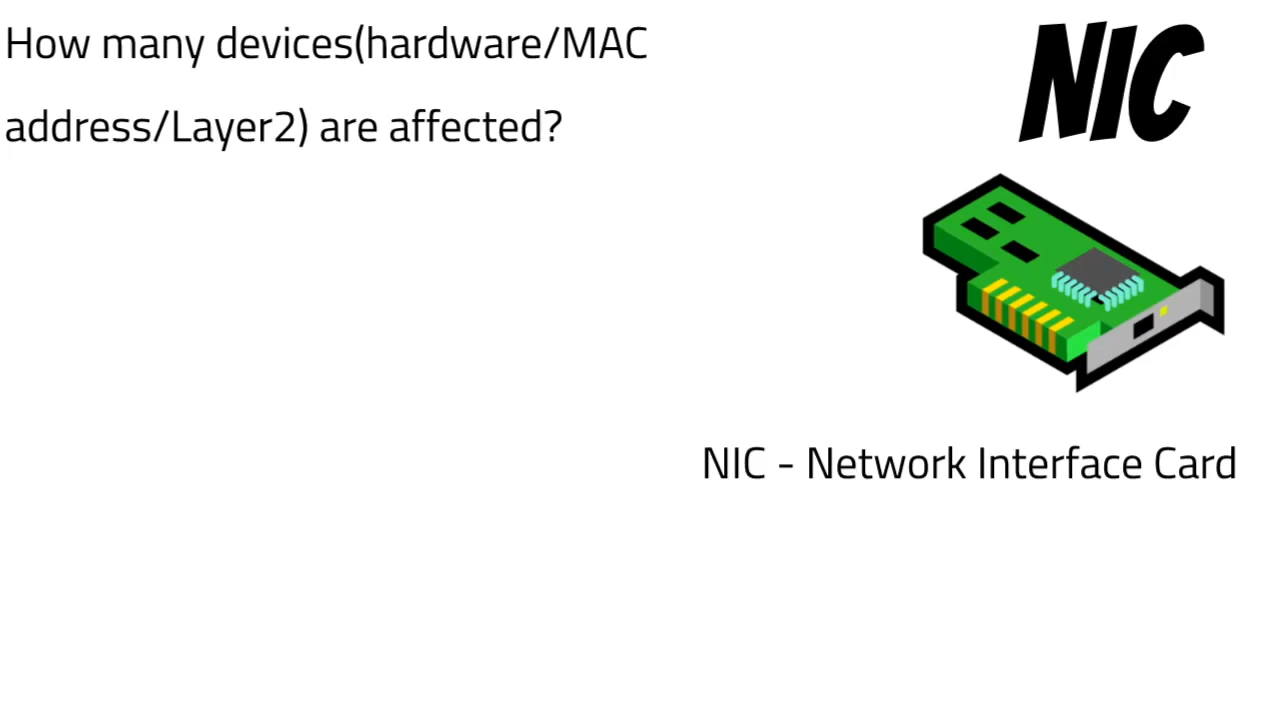 How many devices(hardware/MAC
address/Layer2) are affected?
NIC
NIC - Network Interface Card